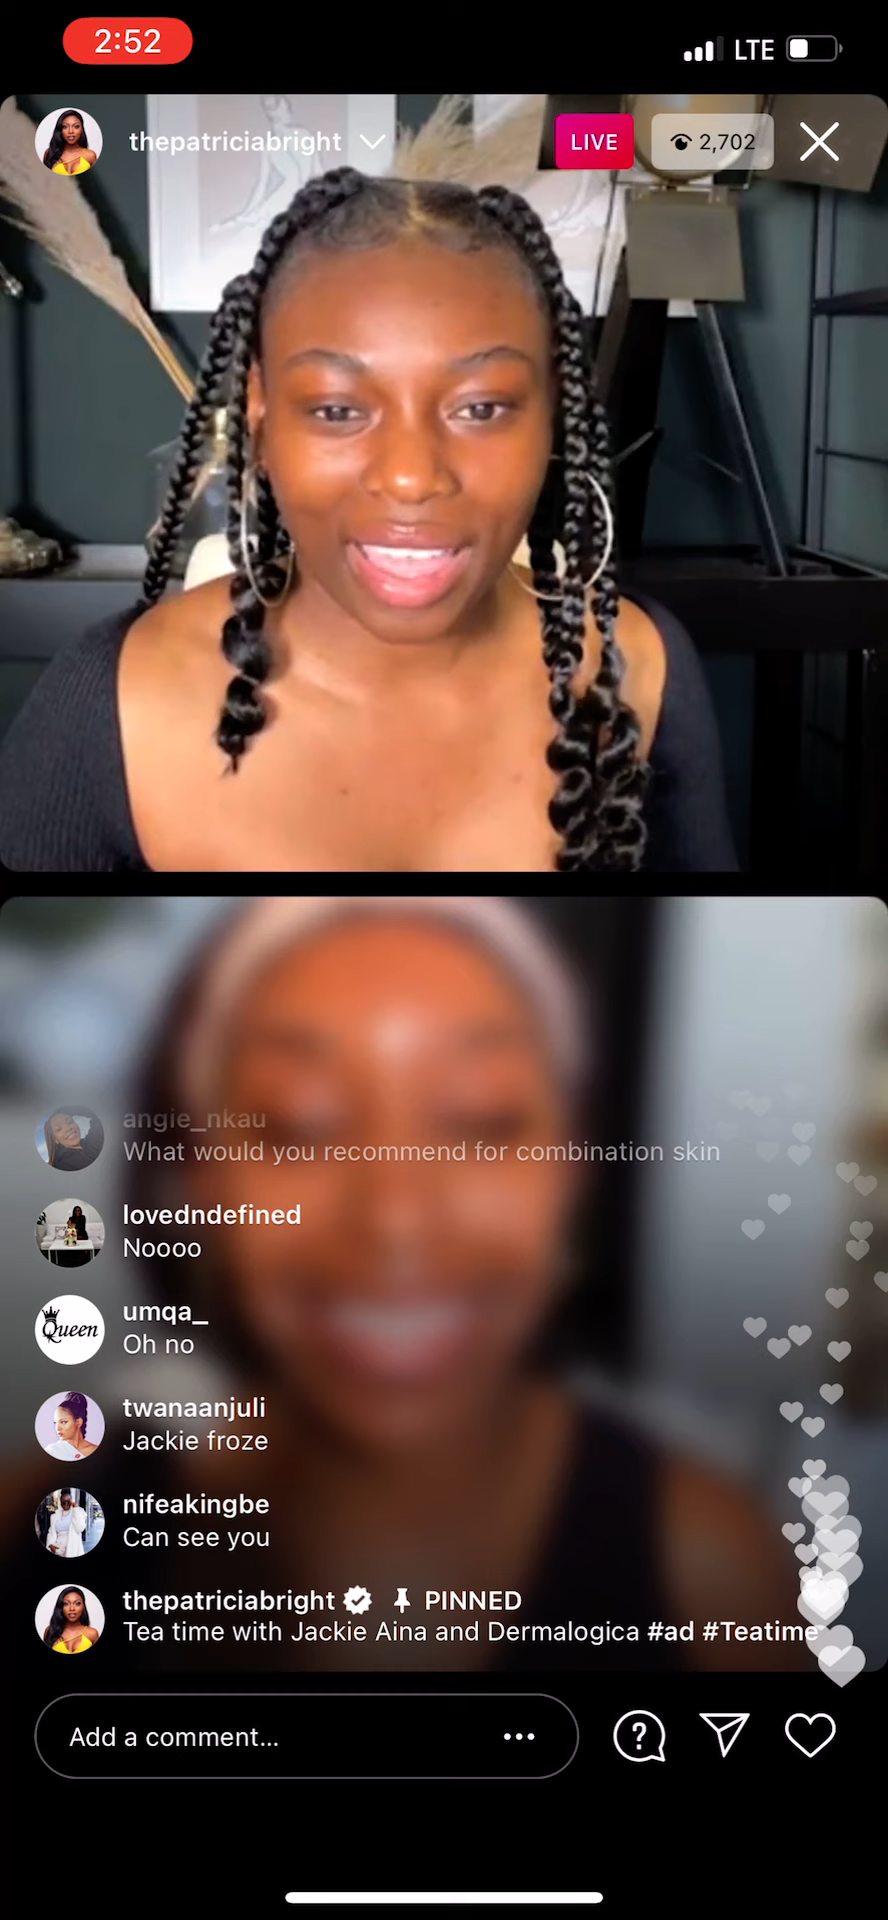 2:52
LTE
thepatriciabright
LIVE
2,702
angie_nkau
What would you recommend for combination skin
lovedndefined
Noooo
Queen
umqa_
Oh no
twanaanjuli
Jackie froze
nifeakingbe
Can see you
thepatriciabright PINNED
Tea time with Jackie Aina and Dermalogica #ad #Teatime
Add a comment...
?